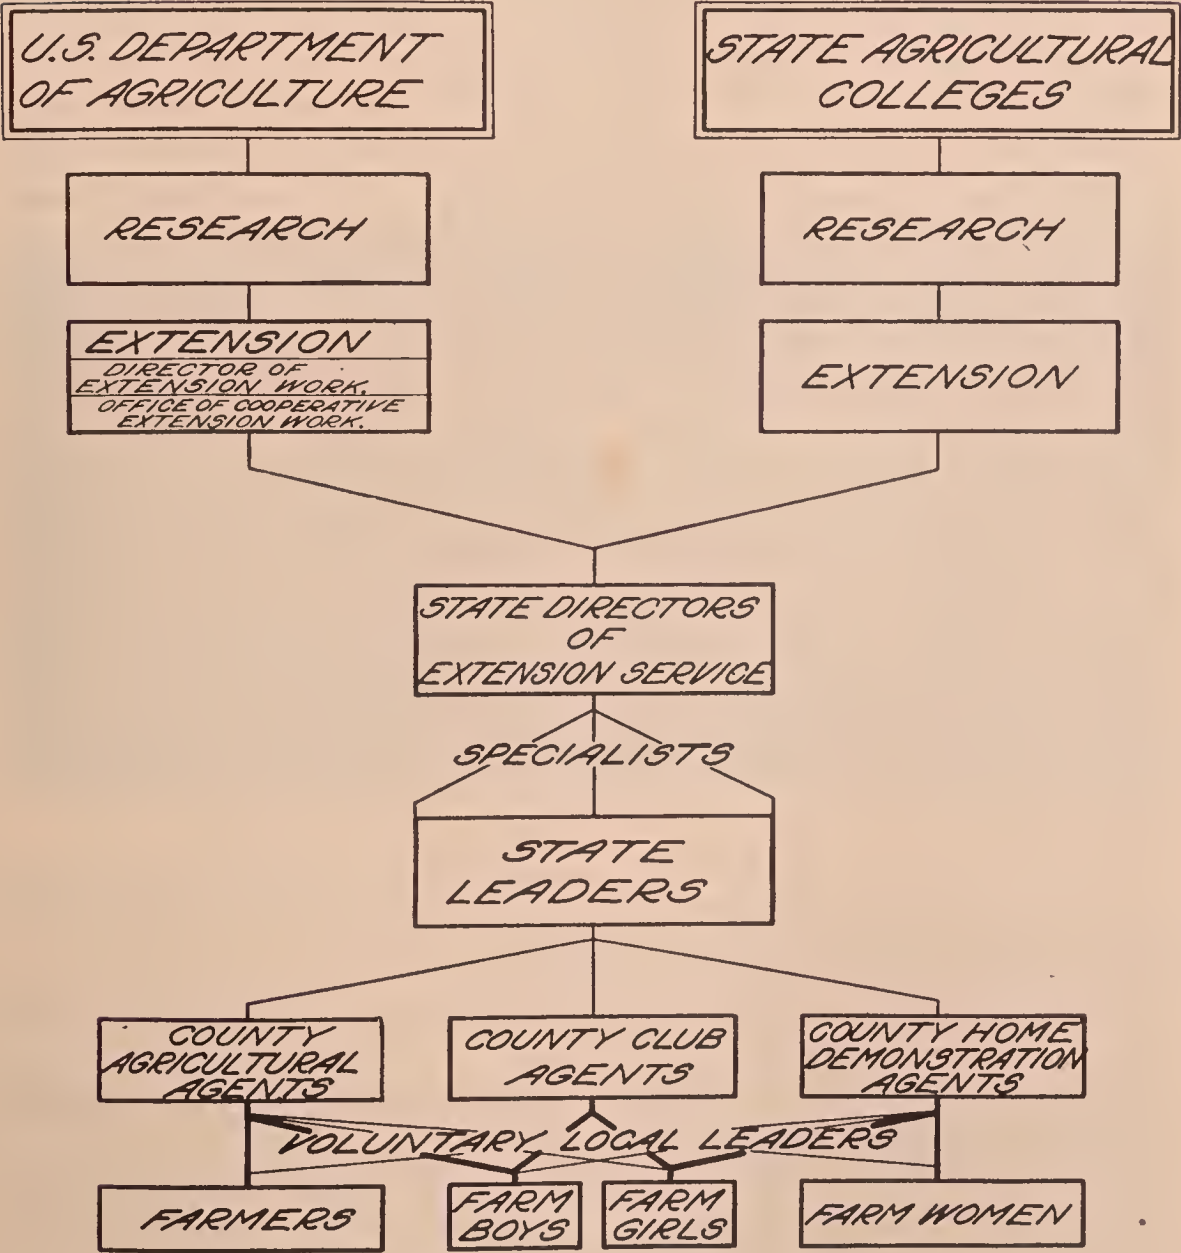 U.S. DEPARTMENT
OF AGRICULTURE
STATE AGRICULTURAL
COLLEGES
RESEARCH
RESEARCH
EXTENSION
DIRECTOR OF
EXTENSION WORK.
OFFICE OF COOPERATIVE
EXTENSION WORK.
EXTENSION
STATE DIRECTORS
OF
EXTENSION SERVICE
SPECIALISTS
STATE
LEADERS
COUNTY
AGRICULTURAL
AGENTS
COUNTY CLUB
AGENTS
COUNTY HOME
DEMONSTRATION
AGENTS
VOLUNTARY LOCAL LEADERS
FARMERS
FARM
BOYS
FARM
GIRLS
FARM WOMEN